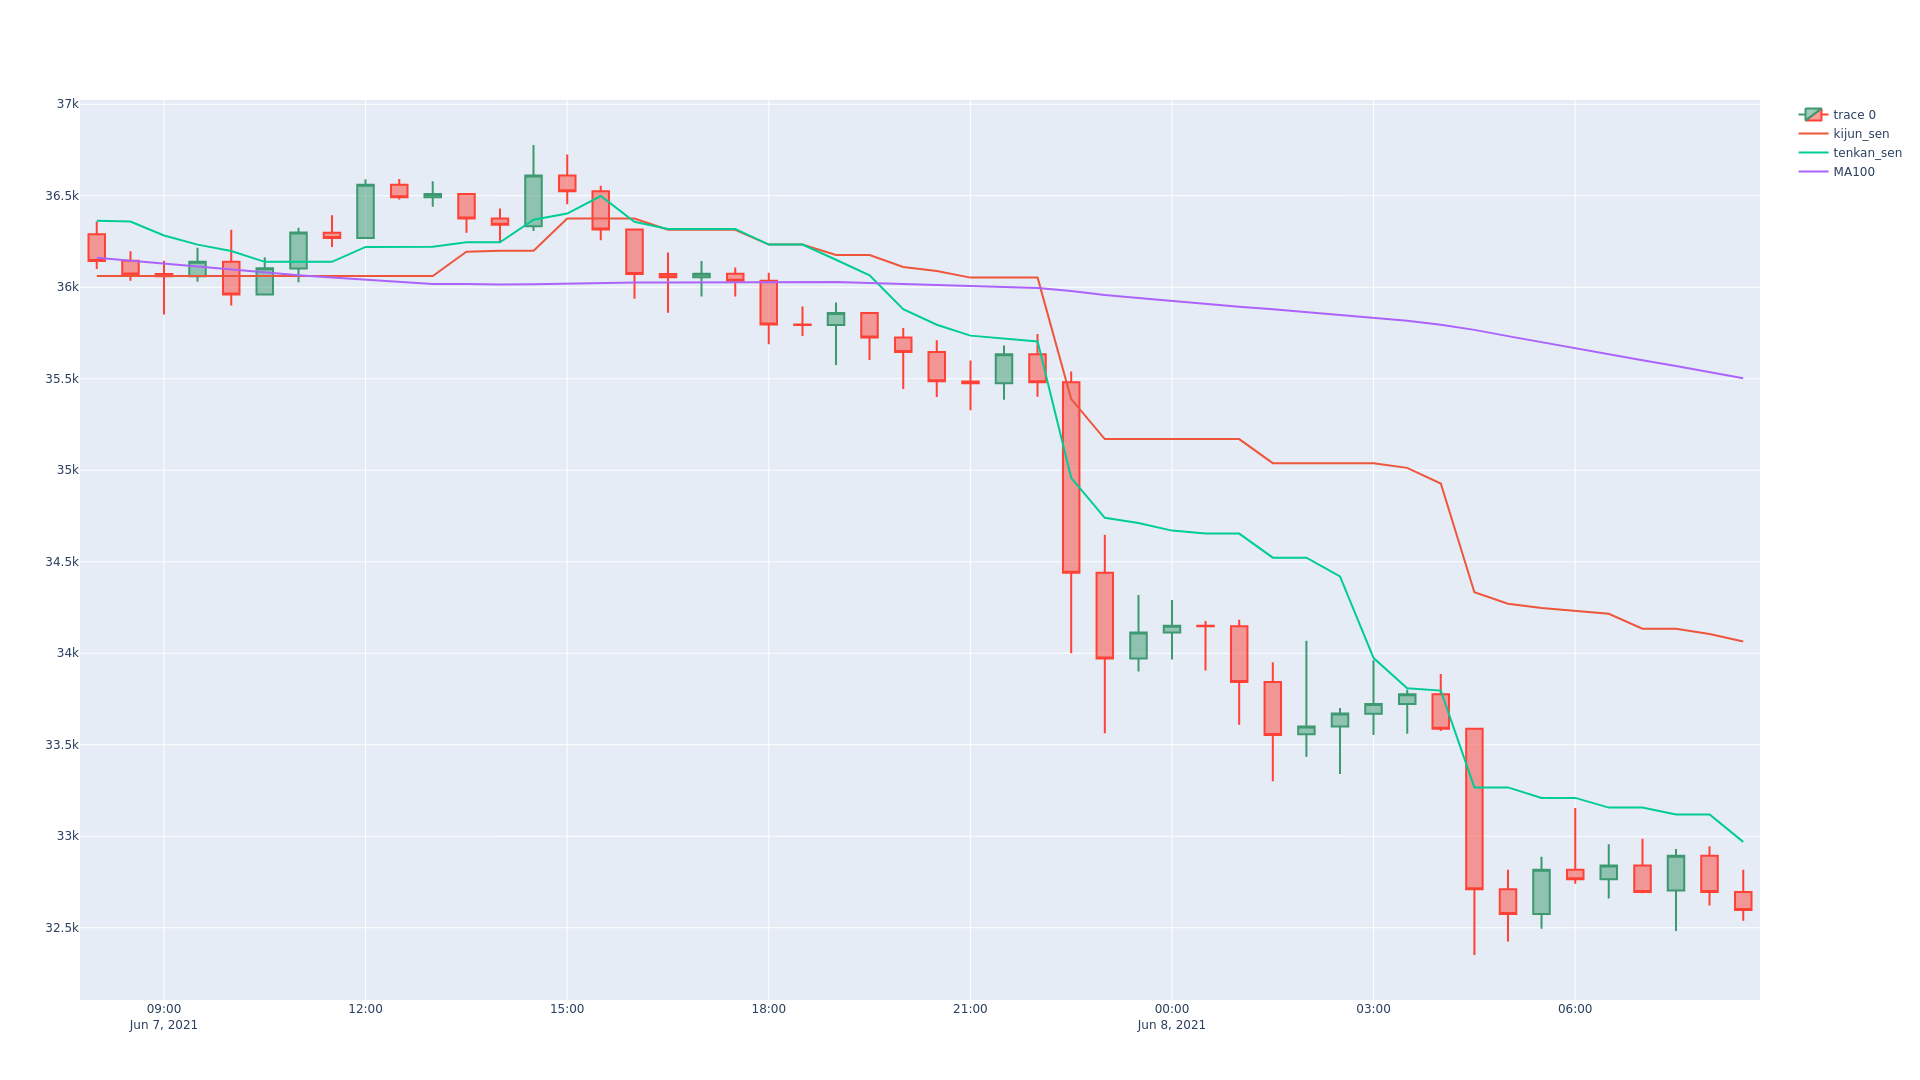 37k
36.5k
36k
35.5k
35k
34.5k
34k
33.5k
33k
32.5k
09:00 12:00 15:00 18:00 21:00 00:00 03:00 06:00
Jun 7, 2021 Jun 8, 2021
trace 0
kijun_sen
tenkan_sen
MA100